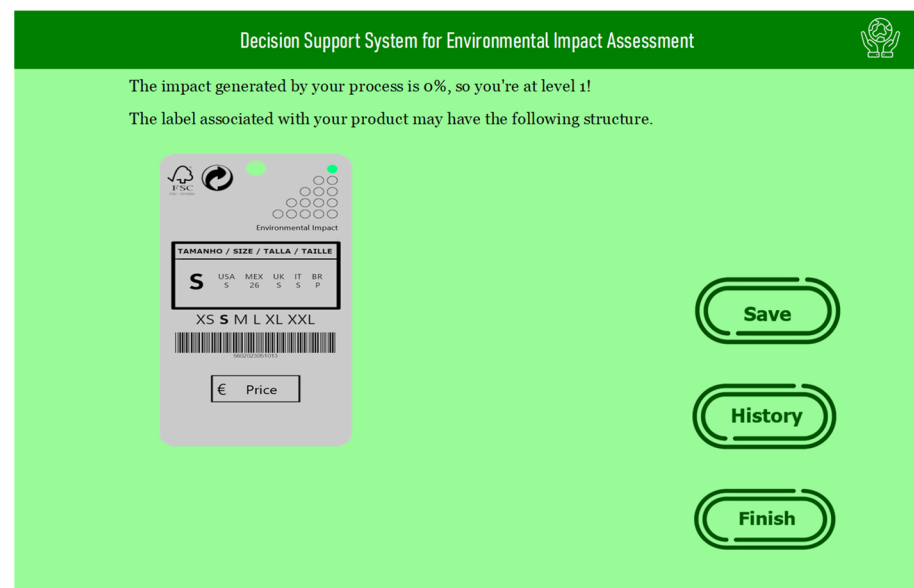 Decision Support System for Environmental Impact Assessment
The impact generated by your process is 0%, so you're at level 1!
The label associated with your product may have the following structure.
FSC
Environmental Impact
TAMANHO / SIZE / TALLA / TAILLE
S
USA MEX UK IT BR
S 26 S S P
XS S M L XL XXL
5602023051013
€ Price
Save
History
Finish